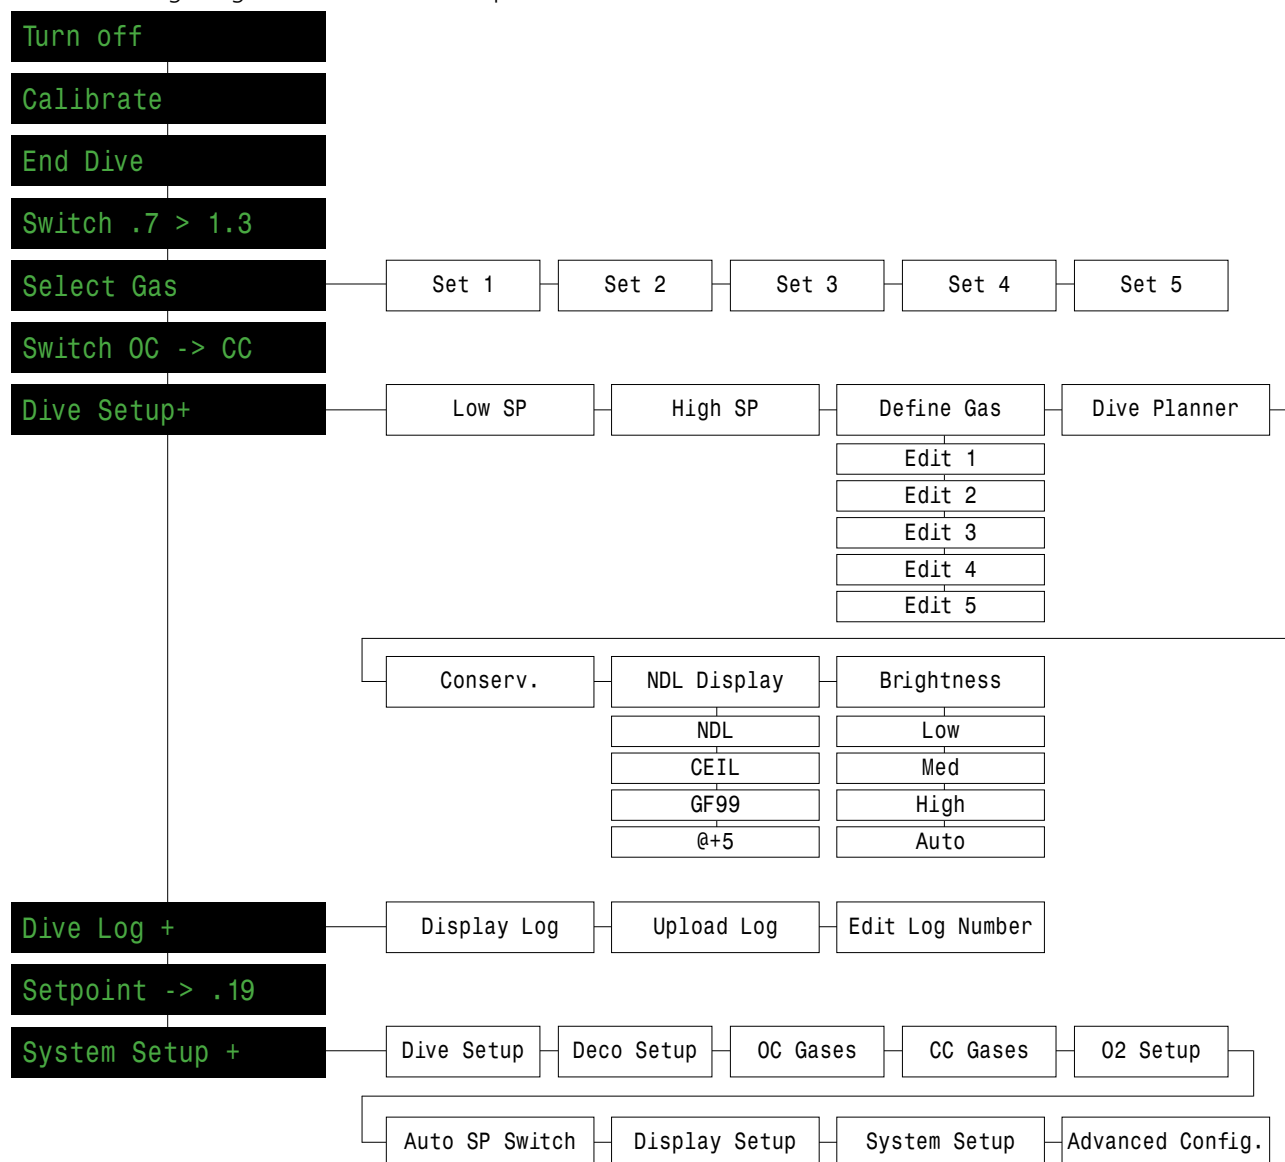 Turn off
Calibrate
End Dive
Switch .7 > 1.3
Select Gas
Set 1
Set 2
Set 3
Set 4
Set 5
Switch OC -> CC
Dive Setup+
Low SP
High SP
Define Gas
Dive Planner
Edit 1
Edit 2
Edit 3
Edit 4
Edit 5
Conserv.
NDL Display
Brightness
NDL
Low
CEIL
Med
GF99
High
@+5
Auto
Dive Log +
Display Log
Upload Log
Edit Log Number
Setpoint -> .19
System Setup +
Dive Setup
Deco Setup
OC Gases
CC Gases
O2 Setup
Auto SP Switch
Display Setup
System Setup
Advanced Config.